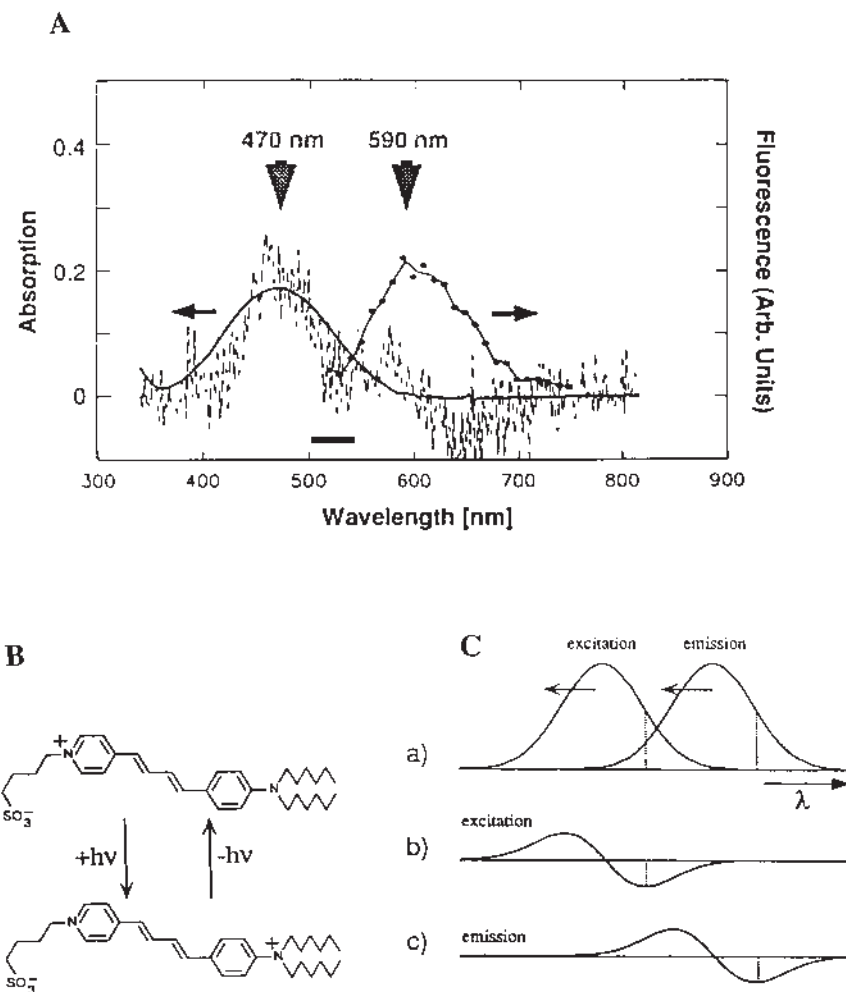 A
470 nm 590 nm
0.4
0.2
0
Absorption
Fluorescence (Arb. Units)
300 400 500 600 700 800 900
Wavelength [nm]
B
+
N
SO3−
N
+hν -hν
N
+
N
SO3−
C
excitation emission
a)
λ
excitation
b)
emission
c)